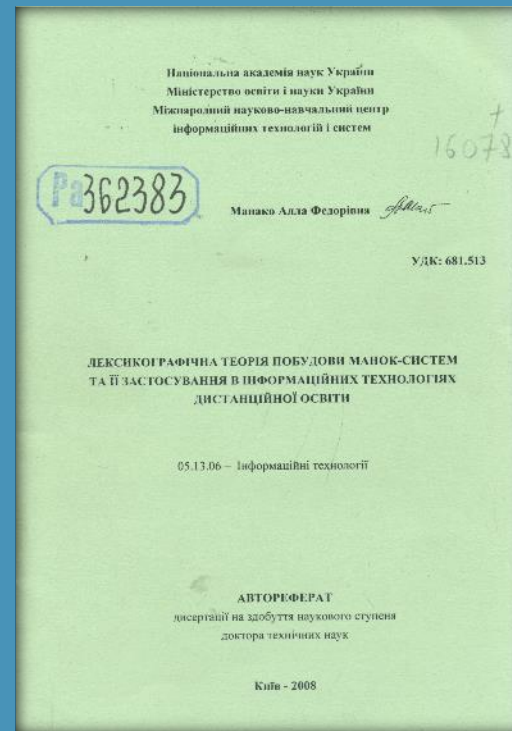 Національна академія наук України
Міністерство освіти і науки України
Міжнародний науково-навчальний центр
інформаційних технологій і систем
16078
Ра 362383
Манако Алла Федорівна
УДК: 681.513
ЛЕКСИКОГРАФІЧНА ТЕОРІЯ ПОБУДОВИ МАНОК-СИСТЕМ
ТА ЇЇ ЗАСТОСУВАННЯ В ІНФОРМАЦІЙНИХ ТЕХНОЛОГІЯХ
ДИСТАНЦІЙНОЇ ОСВІТИ
05.13.06 – Інформаційні технології
АВТОРЕФЕРАТ
дисертації на здобуття наукового ступеня
доктора технічних наук
Київ - 2008